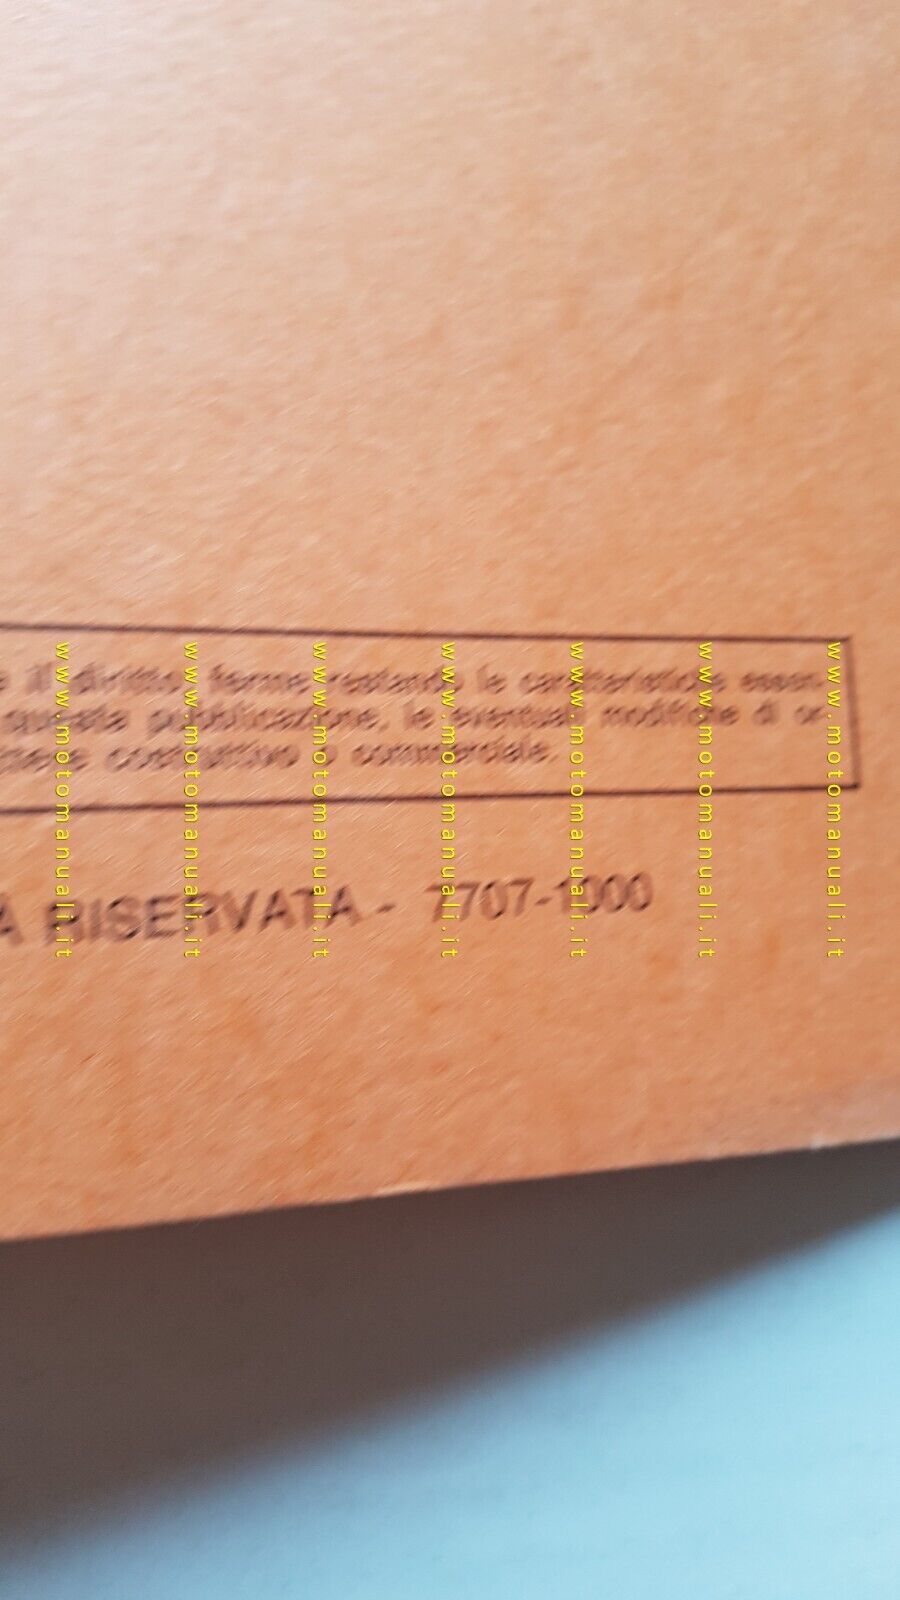 e il diritto, ferme restando le caratteristiche essen-
questa pubblicazione, le eventuali modifiche di or-
costruttivo o commerciale.
A RISERVATA - 7707-1000
www.motomanuali.it
www.motomanuali.it
www.motomanuali.it
www.motomanuali.it
www.motomanuali.it
www.motomanuali.it
www.motomanuali.it